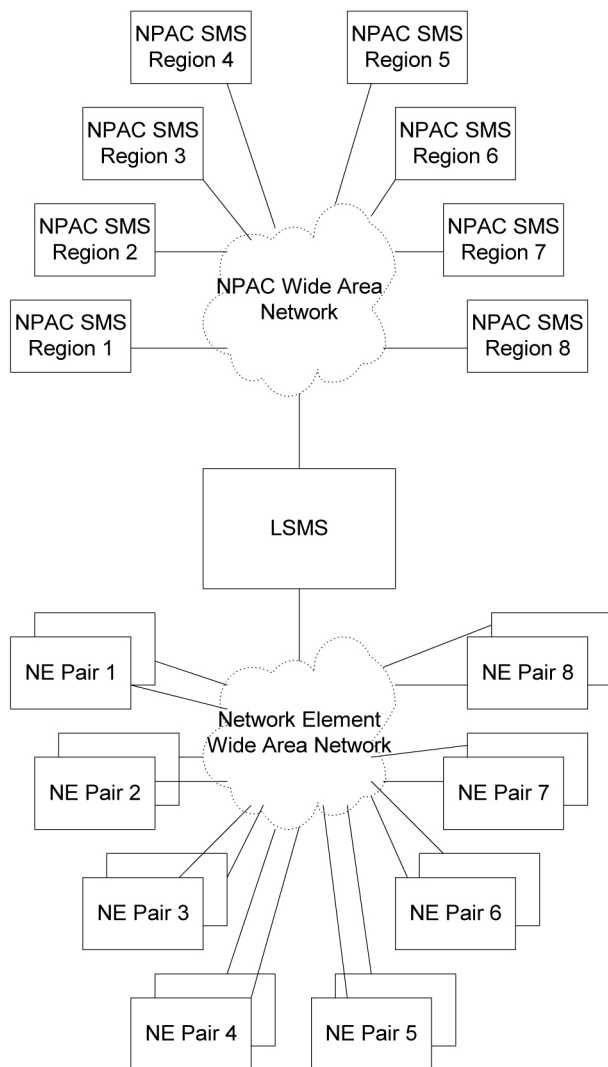 NPAC SMS
Region 4
NPAC SMS
Region 5
NPAC SMS
Region 3
NPAC SMS
Region 6
NPAC SMS
Region 2
NPAC SMS
Region 7
NPAC Wide Area
Network
NPAC SMS
Region 1
NPAC SMS
Region 8
LSMS
NE Pair 1
NE Pair 8
Network Element
Wide Area Network
NE Pair 2
NE Pair 7
NE Pair 3
NE Pair 6
NE Pair 4
NE Pair 5